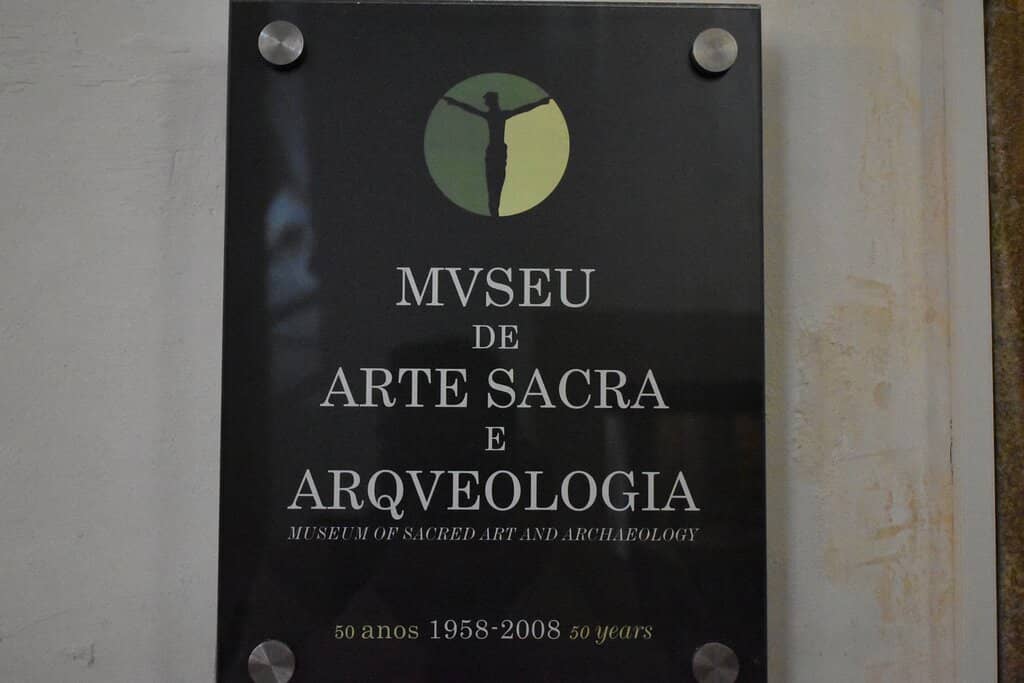 MVSEU
DE
ARTE SACRA
E
ARQVEOLOGIA
MUSEUM OF SACRED ART AND ARCHAEOLOGY
50 anos 1958-2008 50 years